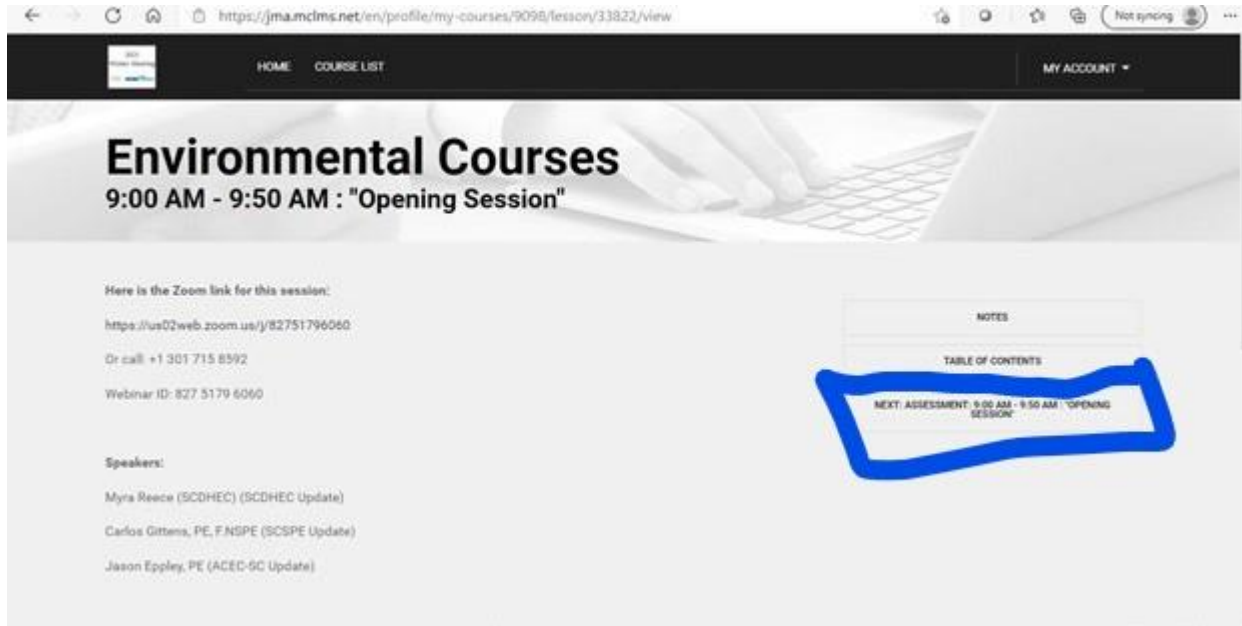 https://jma.mclms.net/en/profile/my-courses/9098/lesson/33822/view
Not syncing
HOME
COURSE LIST
MY ACCOUNT
Environmental Courses
9:00 AM - 9:50 AM : "Opening Session"
Here is the Zoom link for this session:
https://us02web.zoom.us/j/82751796060
Or call: +1 301 715 8592
Webinar ID: 827 5179 6060
Speakers:
Myra Reece (SCDHEC) (SCDHEC Update)
Carlos Gittens, PE, F.NSPE (SCSPE Update)
Jason Eppley, PE (ACEC-SC Update)
NOTES
TABLE OF CONTENTS
NEXT: ASSESSMENT: 9:00 AM - 9:50 AM : "OPENING
SESSION"